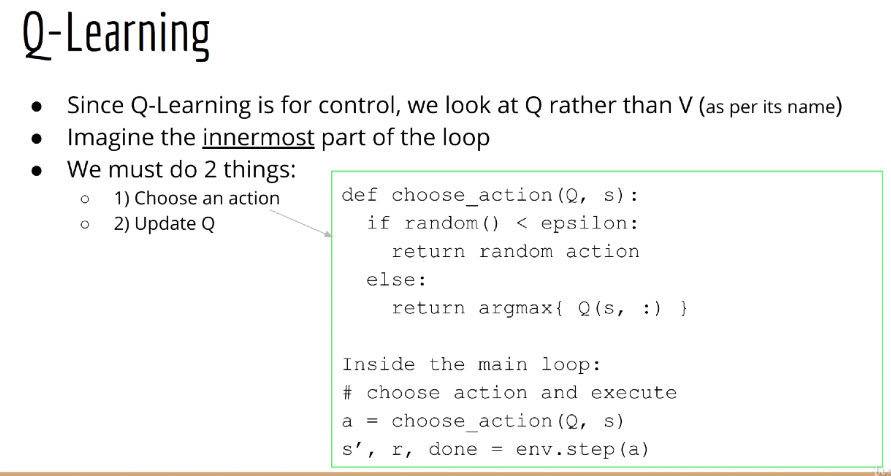 Q-Learning
● Since Q-Learning is for control, we look at Q rather than V (as per its name)
● Imagine the innermost part of the loop
● We must do 2 things:
○ 1) Choose an action
○ 2) Update Q
def choose_action(Q, s):
  if random() < epsilon:
    return random action
  else:
    return argmax{ Q(s, :) }

Inside the main loop:
# choose action and execute
a = choose_action(Q, s)
s’, r, done = env.step(a)